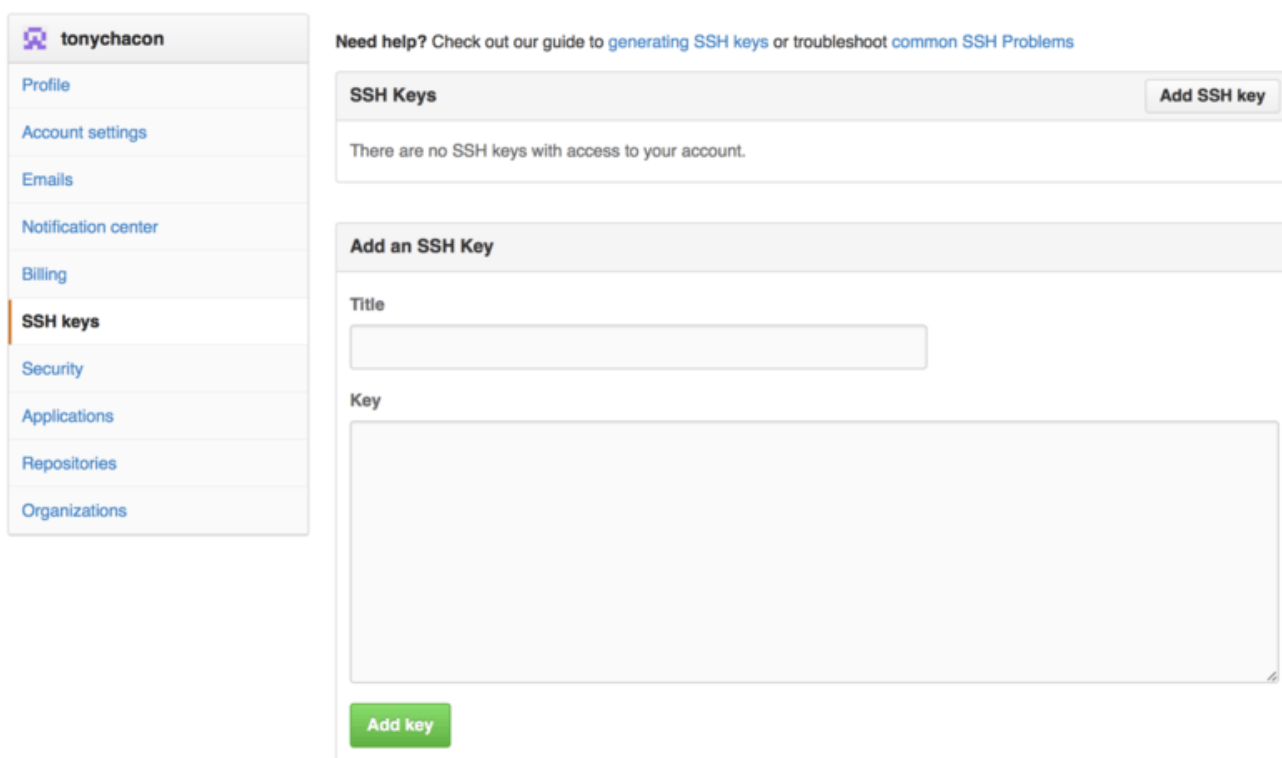 tonychacon
Profile
Account settings
Emails
Notification center
Billing
SSH keys
Security
Applications
Repositories
Organizations
Need help? Check out our guide to generating SSH keys or troubleshoot common SSH Problems
SSH Keys
Add SSH key
There are no SSH keys with access to your account.
Add an SSH Key
Title
Key
Add key